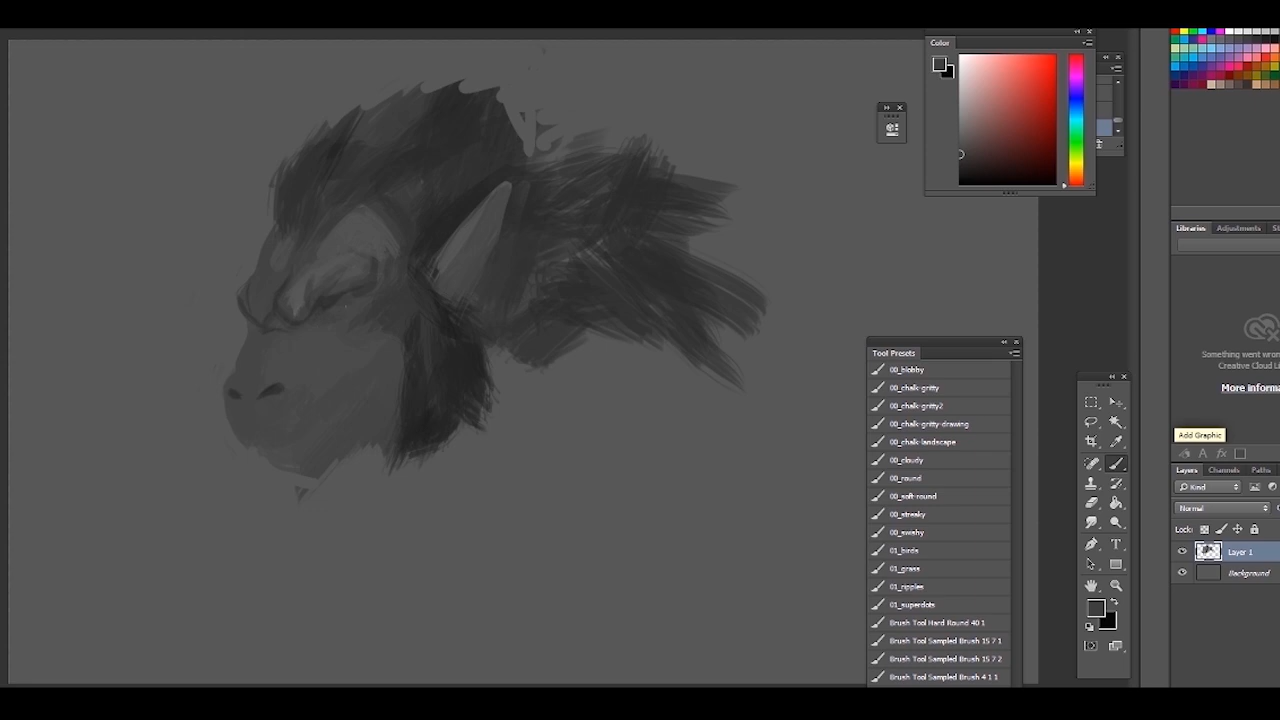 Color
Libraries
Adjustments
St
Something went wron
Creative Cloud Li
More informa
Add Graphic
Layers
Channels
Paths
Kind
Normal
Lock:
Layer 1
Background
Tool Presets
00_blobby
00_chalk-gritty
00_chalk-gritty2
00_chalk-gritty-drawing
00_chalk-landscape
00_cloudy
00_round
00_soft-round
00_streaky
00_swishy
01_birds
01_grass
01_ripples
01_superdots
Brush Tool Hard Round 40 1
Brush Tool Sampled Brush 15 7 1
Brush Tool Sampled Brush 15 7 2
Brush Tool Sampled Brush 4 1 1